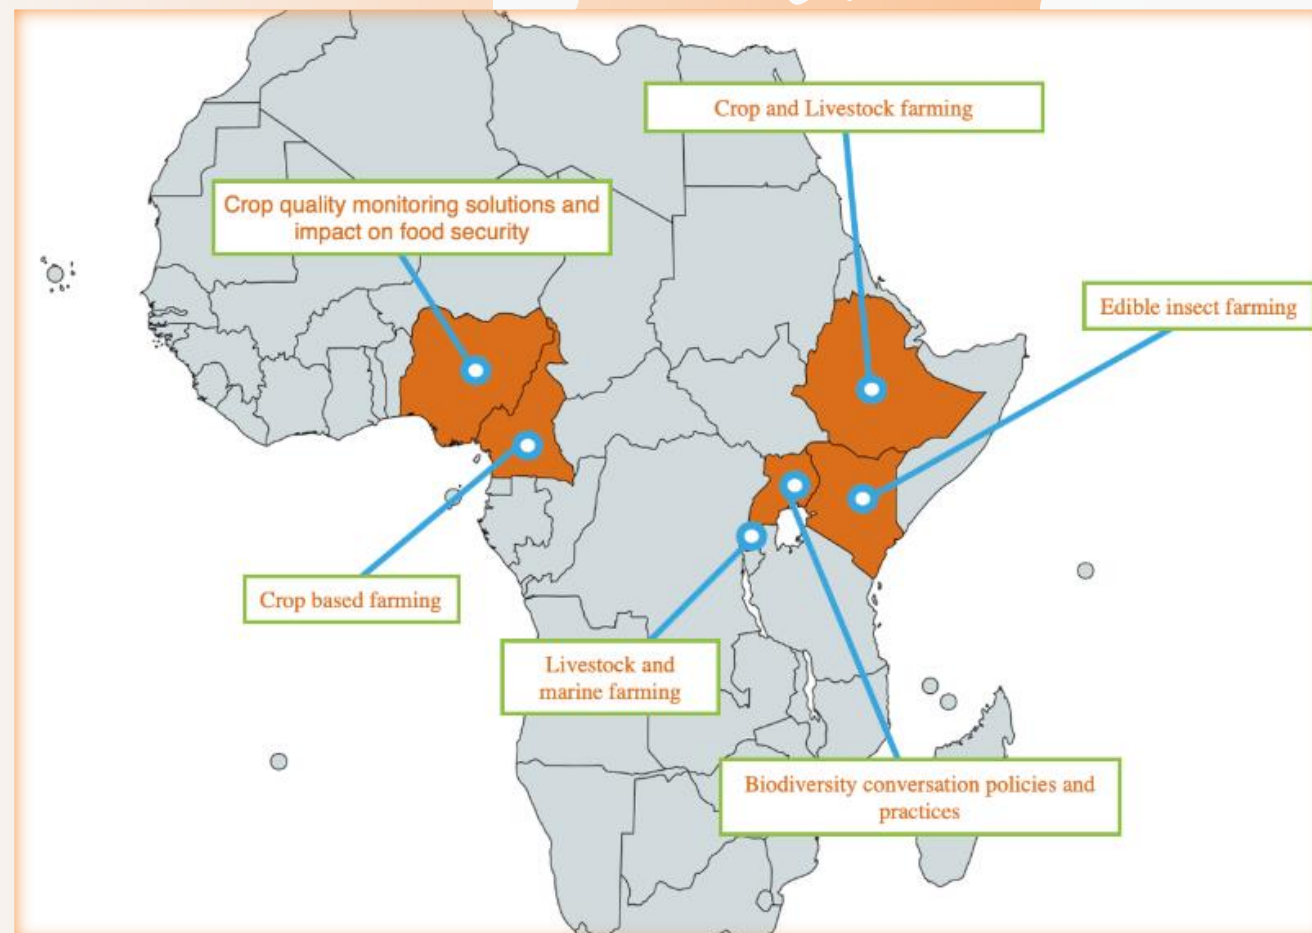 Crop and Livestock farming
Crop quality monitoring solutions and
impact on food security
Edible insect farming
Crop based farming
Livestock and
marine farming
Biodiversity conversation policies and
practices